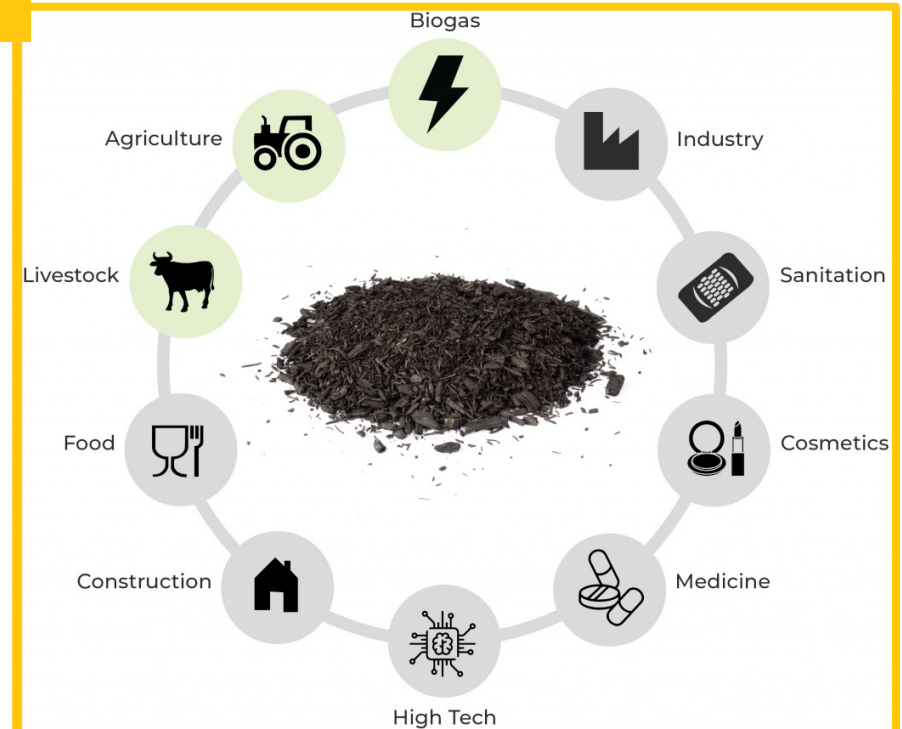 Biogas
Agriculture
Industry
Livestock
Sanitation
Food
Cosmetics
Construction
Medicine
High Tech